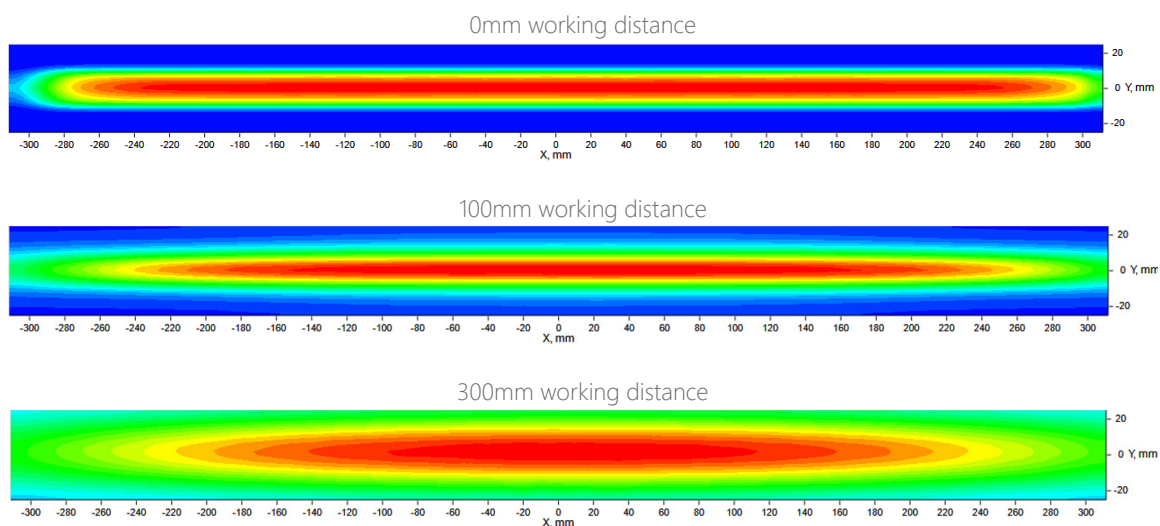 0mm working distance
20
0 Y, mm
-20
-300 -280 -260 -240 -220 -200 -180 -160 -140 -120 -100 -80 -60 -40 -20 0 20 40 60 80 100 120 140 160 180 200 220 240 260 280 300
X, mm
100mm working distance
20
0 Y, mm
-20
-300 -280 -260 -240 -220 -200 -180 -160 -140 -120 -100 -80 -60 -40 -20 0 20 40 60 80 100 120 140 160 180 200 220 240 260 280 300
X, mm
300mm working distance
20
0 Y, mm
-20
-300 -280 -260 -240 -220 -200 -180 -160 -140 -120 -100 -80 -60 -40 -20 0 20 40 60 80 100 120 140 160 180 200 220 240 260 280 300
X, mm